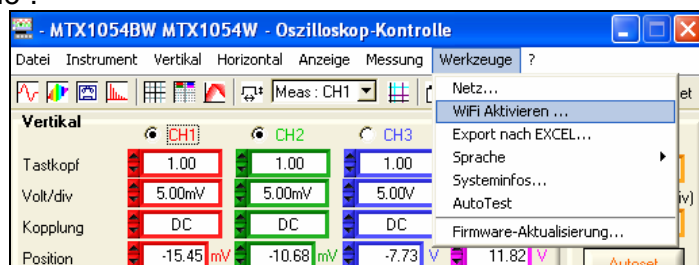 - MTX1054BW MTX1054W - Oszilloskop-Kontrolle
Datei Instrument Vertikal Horizontal Anzeige Messung Werkzeuge ?
Meas : CH1
Netz...
WiFi Aktivieren ...
Export nach EXCEL...
Sprache
Systeminfos...
AutoTest
Firmware-Aktualisierung...
Vertikal
CH1 CH2 CH3
Tastkopf 1.00 1.00 1.00
Volt/div 5.00mV 5.00mV 5.00V
Kopplung DC DC DC
Position -15.45 mV -10.68 mV -7.73 V 11.82 V
Autoset